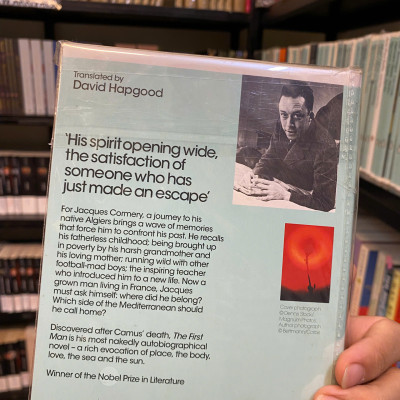 Translated by
David Hapgood
'His spirit opening wide,
the satisfaction of
someone who has
just made an escape'
For Jacques Cormery, a journey to his
native Algiers brings a wave of memories
that force him to confront his past. He recalls
his fatherless childhood; being brought up
in poverty by his harsh grandmother and
his loving mother; running wild with other
football-mad boys; the inspiring teacher
who introduced him to a new life. Now a
grown man living in France, Jacques
must ask himself: where did he belong?
Which side of the Mediterranean should
he call home?
Discovered after Camus' death, The First
Man is his most nakedly autobiographical
novel – a rich evocation of place, the body,
love, the sea and the sun.
Winner of the Nobel Prize in Literature
Cover photograph
Author photograph